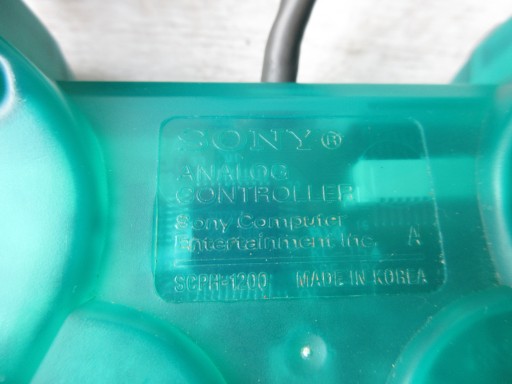 SONY®
ANALOG
CONTROLLER
Sony Computer
Entertainment Inc. A
SCPH-1200 MADE IN KOREA